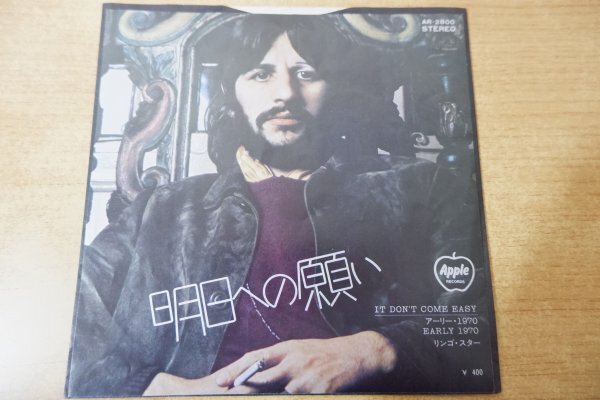 AR-2800
STEREO
明日への願い
Apple
RECORDS
IT DON'T COME EASY
アーリー・1970
EARLY 1970
リンゴ・スター
¥ 400